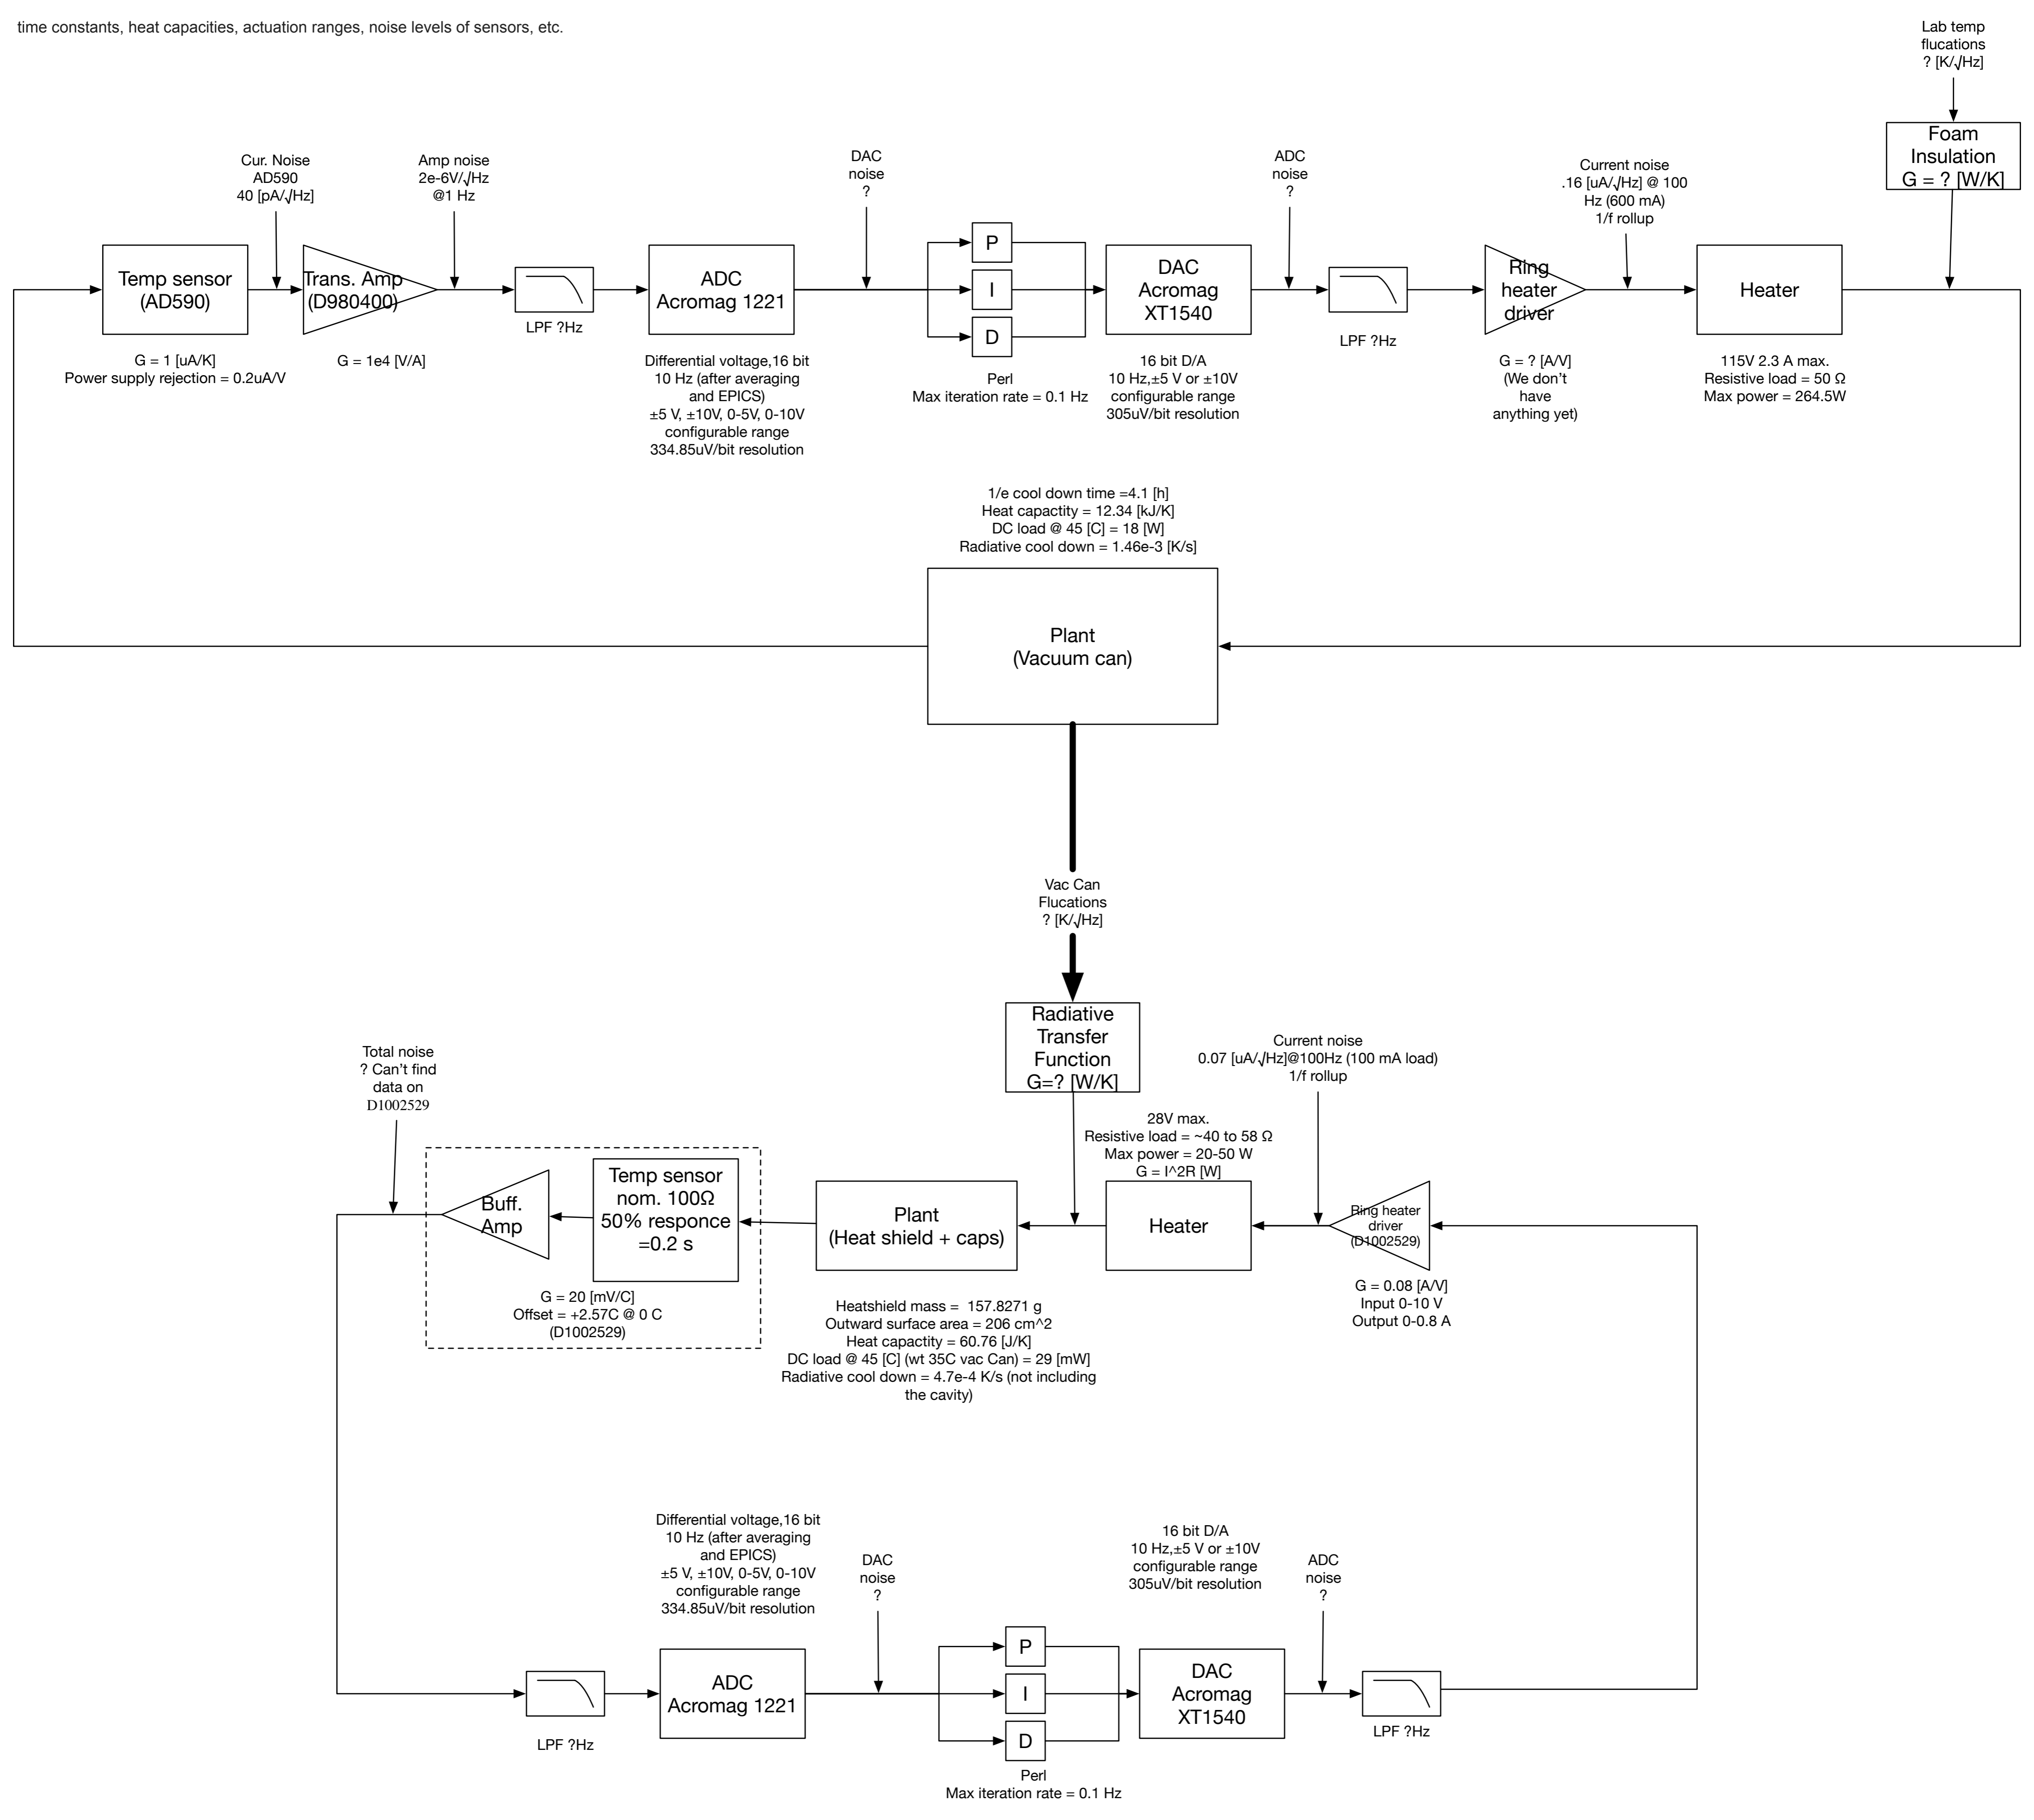 time constants, heat capacities, actuation ranges, noise levels of sensors, etc.
Lab temp
flucations
? [K/√Hz]
Foam
Insulation
G = ? [W/K]
Cur. Noise
AD590
40 [pA/√Hz]
Amp noise
2e-6V/√Hz
@1 Hz
DAC
noise
?
ADC
noise
?
Current noise
.16 [uA/√Hz] @ 100
Hz (600 mA)
1/f rollup
Temp sensor
(AD590)
G = 1 [uA/K]
Power supply rejection = 0.2uA/V
Trans. Amp
(D980400)
G = 1e4 [V/A]
LPF ?Hz
ADC
Acromag 1221
Differential voltage,16 bit
10 Hz (after averaging
and EPICS)
±5 V, ±10V, 0-5V, 0-10V
configurable range
334.85uV/bit resolution
P
I
D
Perl
Max iteration rate = 0.1 Hz
DAC
Acromag
XT1540
16 bit D/A
10 Hz,±5 V or ±10V
configurable range
305uV/bit resolution
LPF ?Hz
Ring
heater
driver
G = ? [A/V]
(We don't
have
anything yet)
Heater
115V 2.3 A max.
Resistive load = 50 Ω
Max power = 264.5W
1/e cool down time =4.1 [h]
Heat capactity = 12.34 [kJ/K]
DC load @ 45 [C] = 18 [W]
Radiative cool down = 1.46e-3 [K/s]
Plant
(Vacuum can)
Vac Can
Flucations
? [K/√Hz]
Radiative
Transfer
Function
G=? [W/K]
Total noise
? Can't find
data on
D1002529
Current noise
0.07 [uA/√Hz]@100Hz (100 mA load)
1/f rollup
28V max.
Resistive load = ~40 to 58 Ω
Max power = 20-50 W
G = I^2R [W]
Buff.
Amp
Temp sensor
nom. 100Ω
50% responce
=0.2 s
G = 20 [mV/C]
Offset = +2.57C @ 0 C
(D1002529)
Plant
(Heat shield + caps)
Heatshield mass = 157.8271 g
Outward surface area = 206 cm^2
Heat capactity = 60.76 [J/K]
DC load @ 45 [C] (wt 35C vac Can) = 29 [mW]
Radiative cool down = 4.7e-4 K/s (not including
the cavity)
Heater
Ring heater
driver
(D1002529)
G = 0.08 [A/V]
Input 0-10 V
Output 0-0.8 A
LPF ?Hz
Differential voltage,16 bit
10 Hz (after averaging
and EPICS)
±5 V, ±10V, 0-5V, 0-10V
configurable range
334.85uV/bit resolution
ADC
Acromag 1221
DAC
noise
?
P
I
D
Perl
Max iteration rate = 0.1 Hz
16 bit D/A
10 Hz,±5 V or ±10V
configurable range
305uV/bit resolution
DAC
Acromag
XT1540
ADC
noise
?
LPF ?Hz